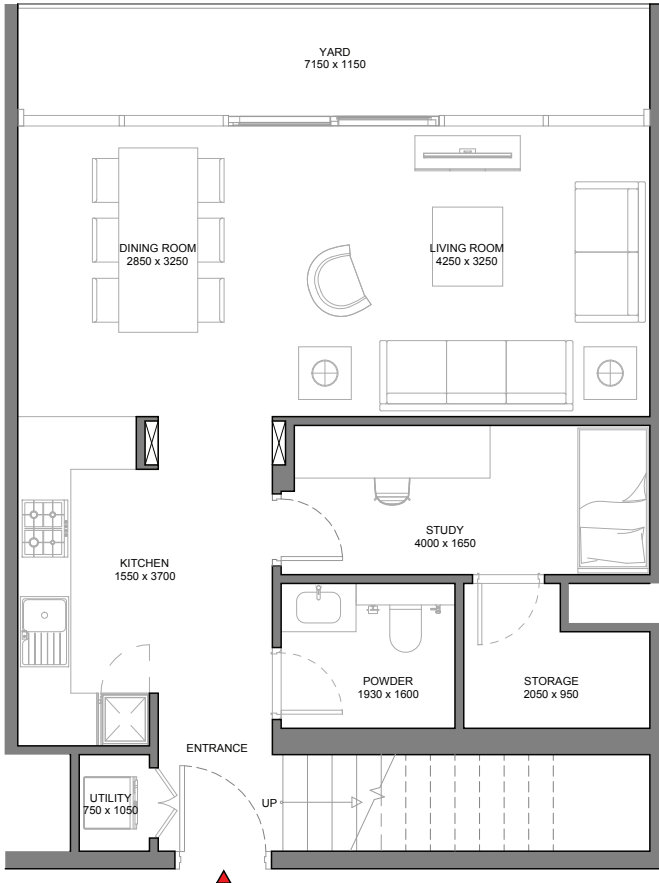 YARD
7150 x 1150
DINING ROOM
2850 x 3250
LIVING ROOM
4250 x 3250
STUDY
4000 x 1650
KITCHEN
1550 x 3700
POWDER
1930 x 1600
STORAGE
2050 x 950
ENTRANCE
UTILITY
750 x 1050
UP